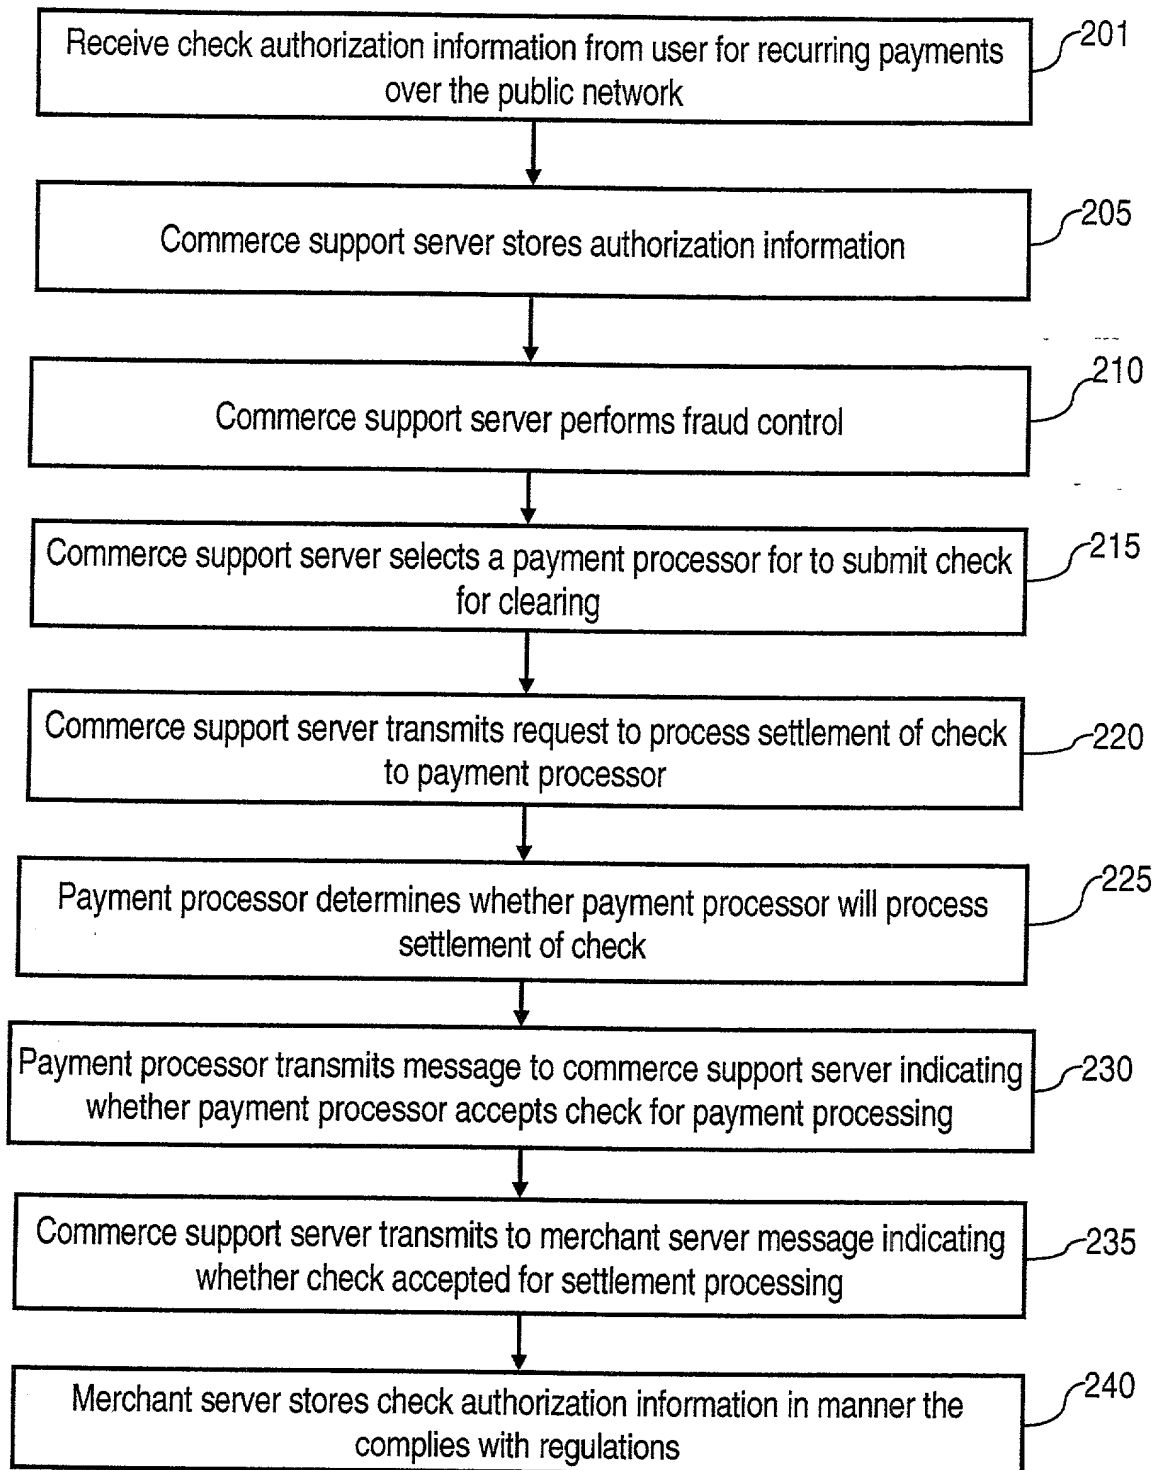 Receive check authorization information from user for recurring payments
over the public network
201
Commerce support server stores authorization information
205
Commerce support server performs fraud control
210
Commerce support server selects a payment processor for to submit check
for clearing
215
Commerce support server transmits request to process settlement of check
to payment processor
220
Payment processor determines whether payment processor will process
settlement of check
225
Payment processor transmits message to commerce support server indicating
whether payment processor accepts check for payment processing
230
Commerce support server transmits to merchant server message indicating
whether check accepted for settlement processing
235
Merchant server stores check authorization information in manner the
complies with regulations
240